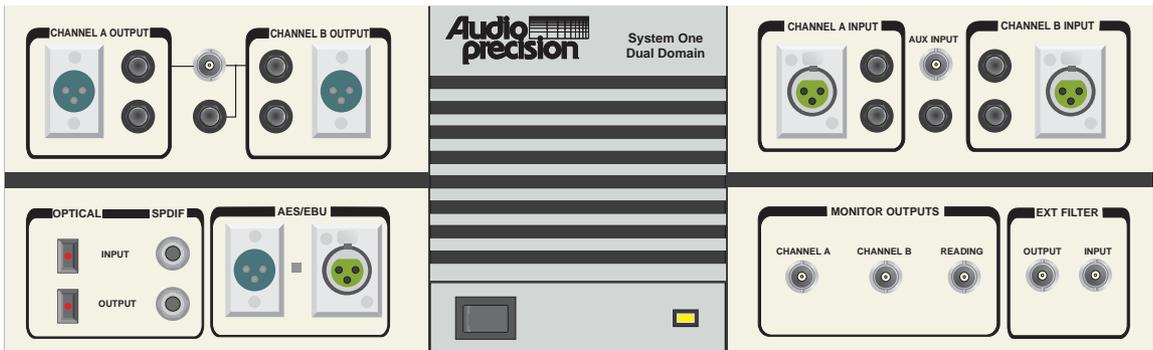 CHANNEL A OUTPUT
CHANNEL B OUTPUT
Audio
precision
System One
Dual Domain
CHANNEL A INPUT
AUX INPUT
CHANNEL B INPUT
OPTICAL
SPDIF
INPUT
OUTPUT
AES/EBU
MONITOR OUTPUTS
CHANNEL A
CHANNEL B
READING
EXT FILTER
OUTPUT
INPUT